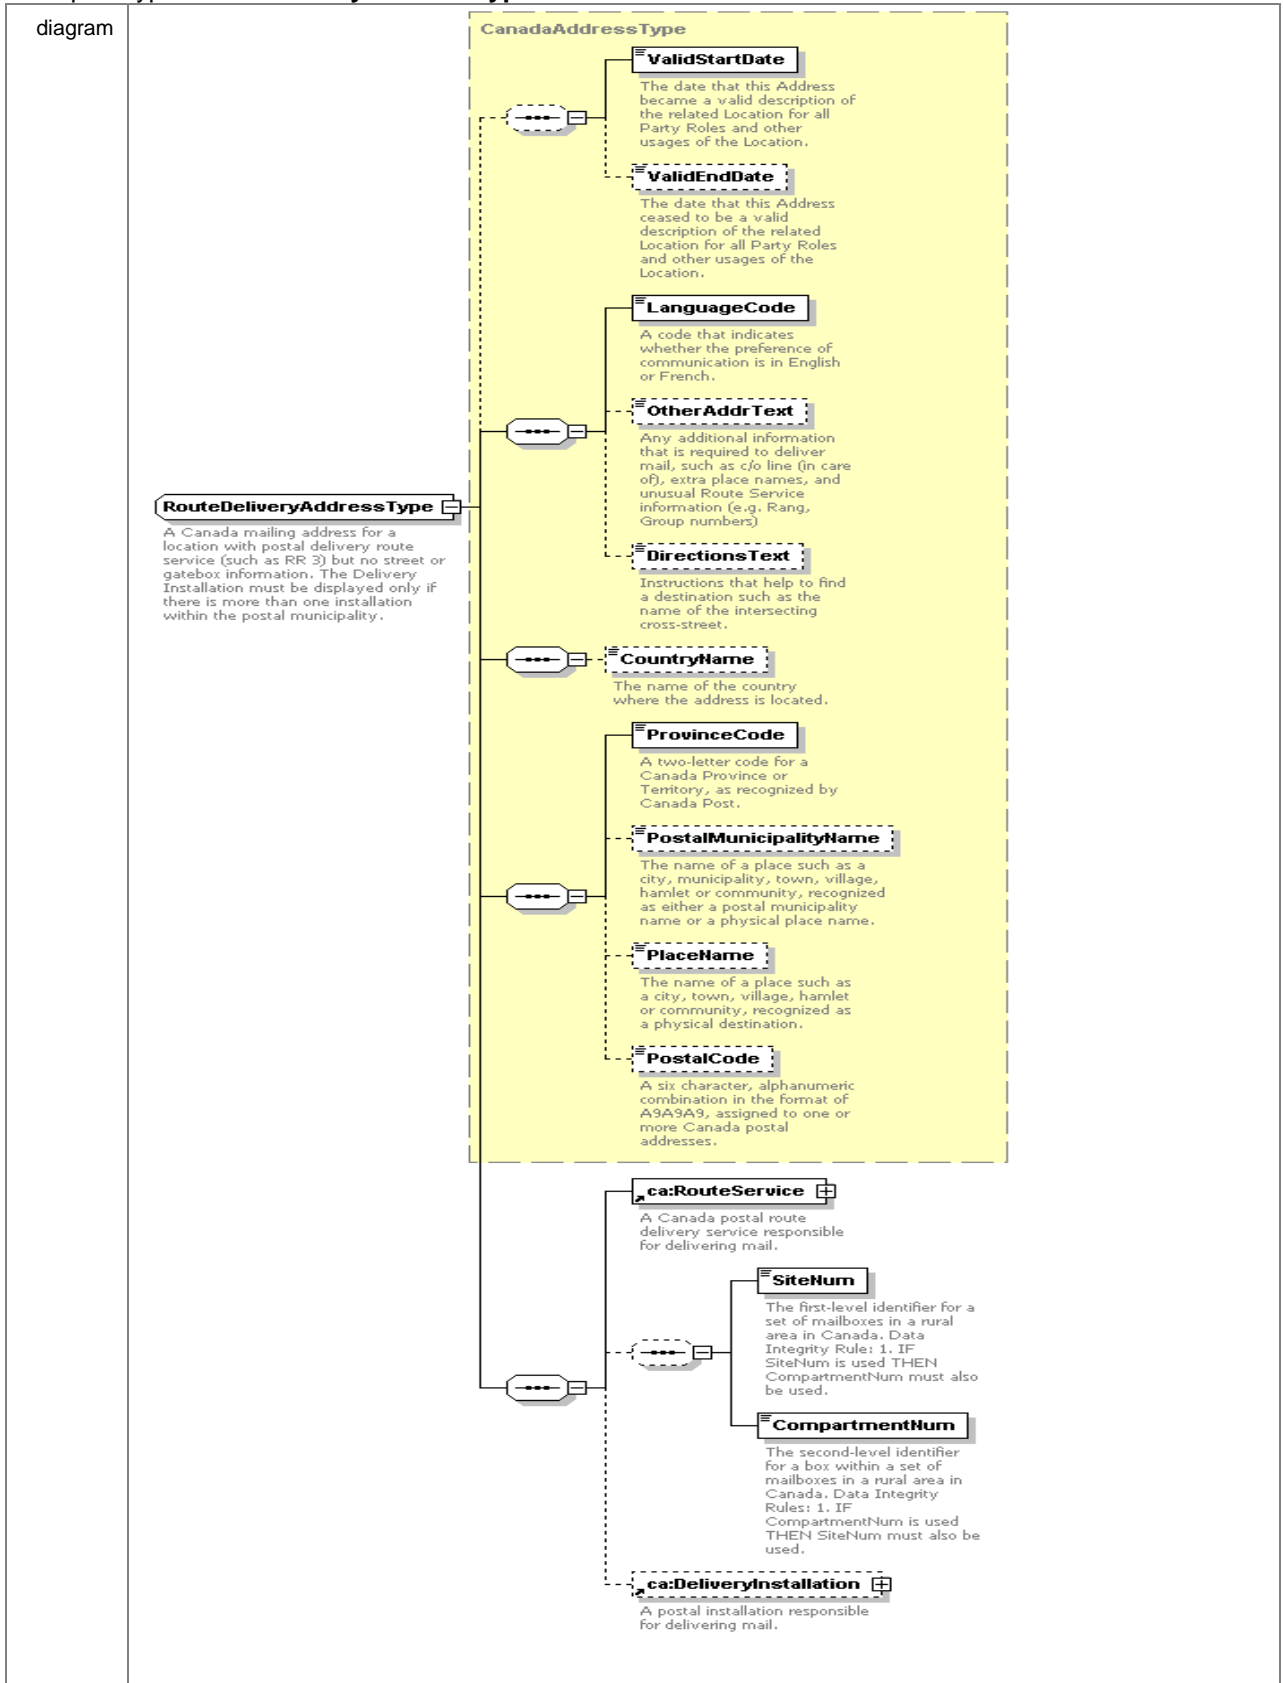 diagram
CanadaAddressType
ValidStartDate
The date that this Address
became a valid description of
the related Location for all
Party Roles and other
usages of the Location.
ValidEndDate
The date that this Address
ceased to be a valid
description of the related
Location for all Party Roles
and other usages of the
Location.
LanguageCode
A code that indicates
whether the preference of
communication is in English
or French.
OtherAddrText
Any additional information
that is required to deliver
mail, such as c/o line (in care
of), extra place names, and
unusual Route Service
information (e.g. Rang,
Group numbers)
DirectionsText
Instructions that help to find
a destination such as the
name of the intersecting
cross-street.
RouteDeliveryAddressType
A Canada mailing address for a
location with postal delivery route
service (such as RR 3) but no street or
gatebox information. The Delivery
Installation must be displayed only if
there is more than one installation
within the postal municipality.
CountryName
The name of the country
where the address is located.
ProvinceCode
A two-letter code for a
Canada Province or
Territory, as recognized by
Canada Post.
PostalMunicipalityName
The name of a place such as a
city, municipality, town, village,
hamlet or community, recognized
as either a postal municipality
name or a physical place name.
PlaceName
The name of a place such as
a city, town, village, hamlet
or community, recognized as
a physical destination.
PostalCode
A six character, alphanumeric
combination in the format of
A9A9A9, assigned to one or
more Canada postal
addresses.
ca:RouteService
A Canada postal route
delivery service responsible
for delivering mail.
SiteNum
The first-level identifier for a
set of mailboxes in a rural
area in Canada. Data
Integrity Rule: 1. IF
SiteNum is used THEN
CompartmentNum must also
be used.
CompartmentNum
The second-level identifier
for a box within a set of
mailboxes in a rural area in
Canada. Data Integrity
Rules: 1. IF
CompartmentNum is used
THEN SiteNum must also be
used.
ca:DeliveryInstallation
A postal installation responsible
for delivering mail.